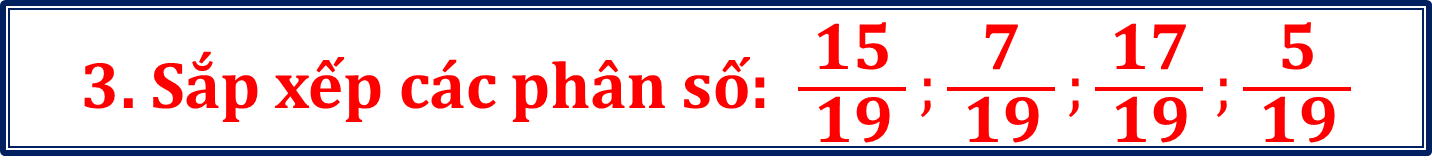 3. Sắp xếp các phân số: 15/19 ; 7/19 ; 17/19 ; 5/19